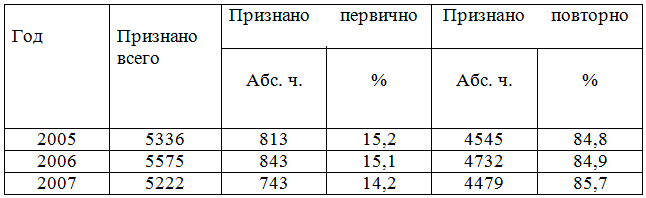 Год Признано всего Признано первично Признано повторно
Абс. ч. % Абс. ч. %
2005 5336 813 15,2 4545 84,8
2006 5575 843 15,1 4732 84,9
2007 5222 743 14,2 4479 85,7